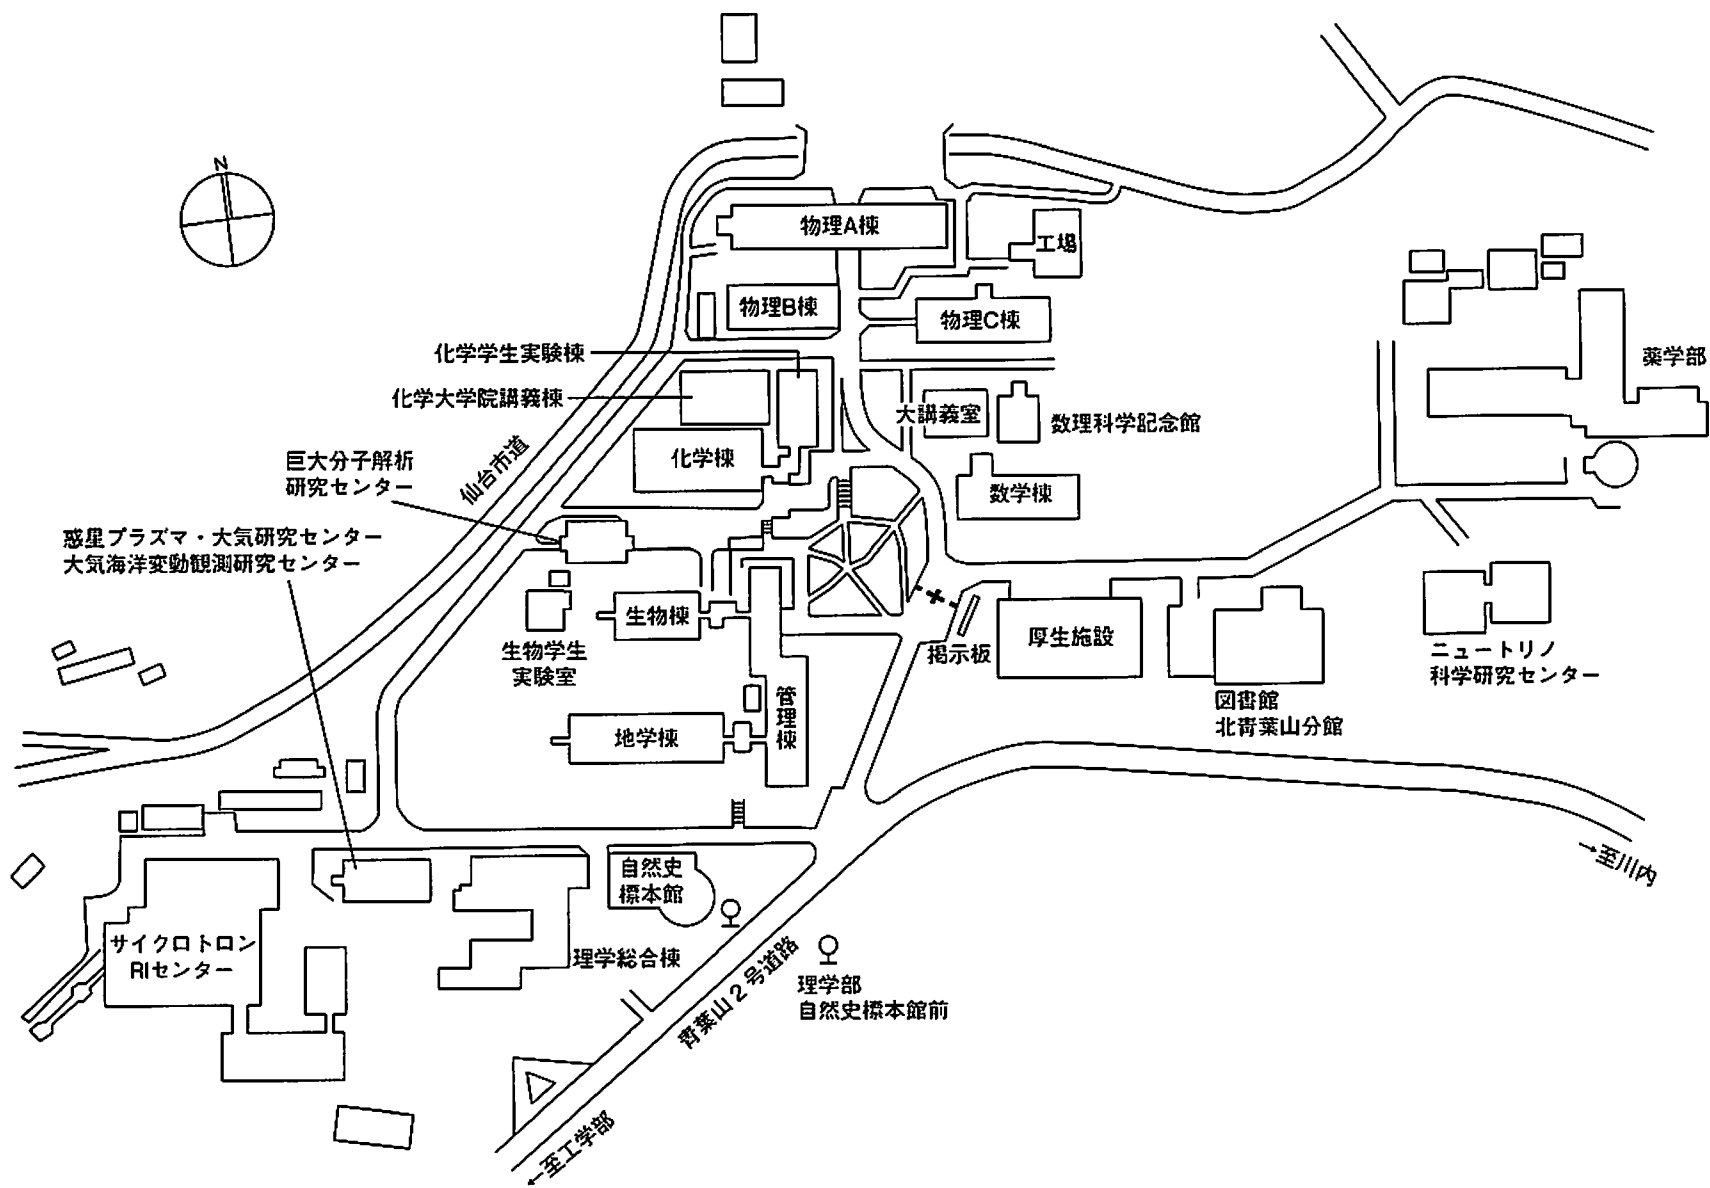 N
物理A棟
工場
物理B棟
物理C棟
化学学生実験棟
化学大学院講義棟
薬学部
大講義室
数理科学記念館
化学棟
仙台市道
巨大分子解析
研究センター
数学棟
惑星プラズマ・大気研究センター
大気海洋変動観測研究センター
生物棟
生物学生
実験室
掲示板
厚生施設
ニュートリノ
科学研究センター
図書館
北青葉山分館
管理棟
地学棟
→至川内
自然史
標本館
サイクロトロン
RIセンター
理学総合棟
青葉山2号道路
理学部
自然史標本館前
←至工学部